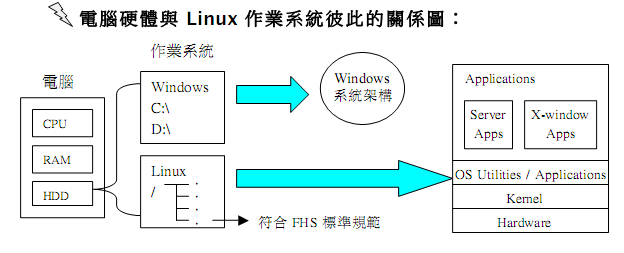 電腦硬體與 Linux 作業系統彼此的關係圖：
作業系統
電腦
CPU
RAM
HDD
Windows
C:\
D:\
Linux
/
符合 FHS 標準規範
Windows
系統架構
Applications
Server
Apps
X-window
Apps
OS Utilities / Applications
Kernel
Hardware